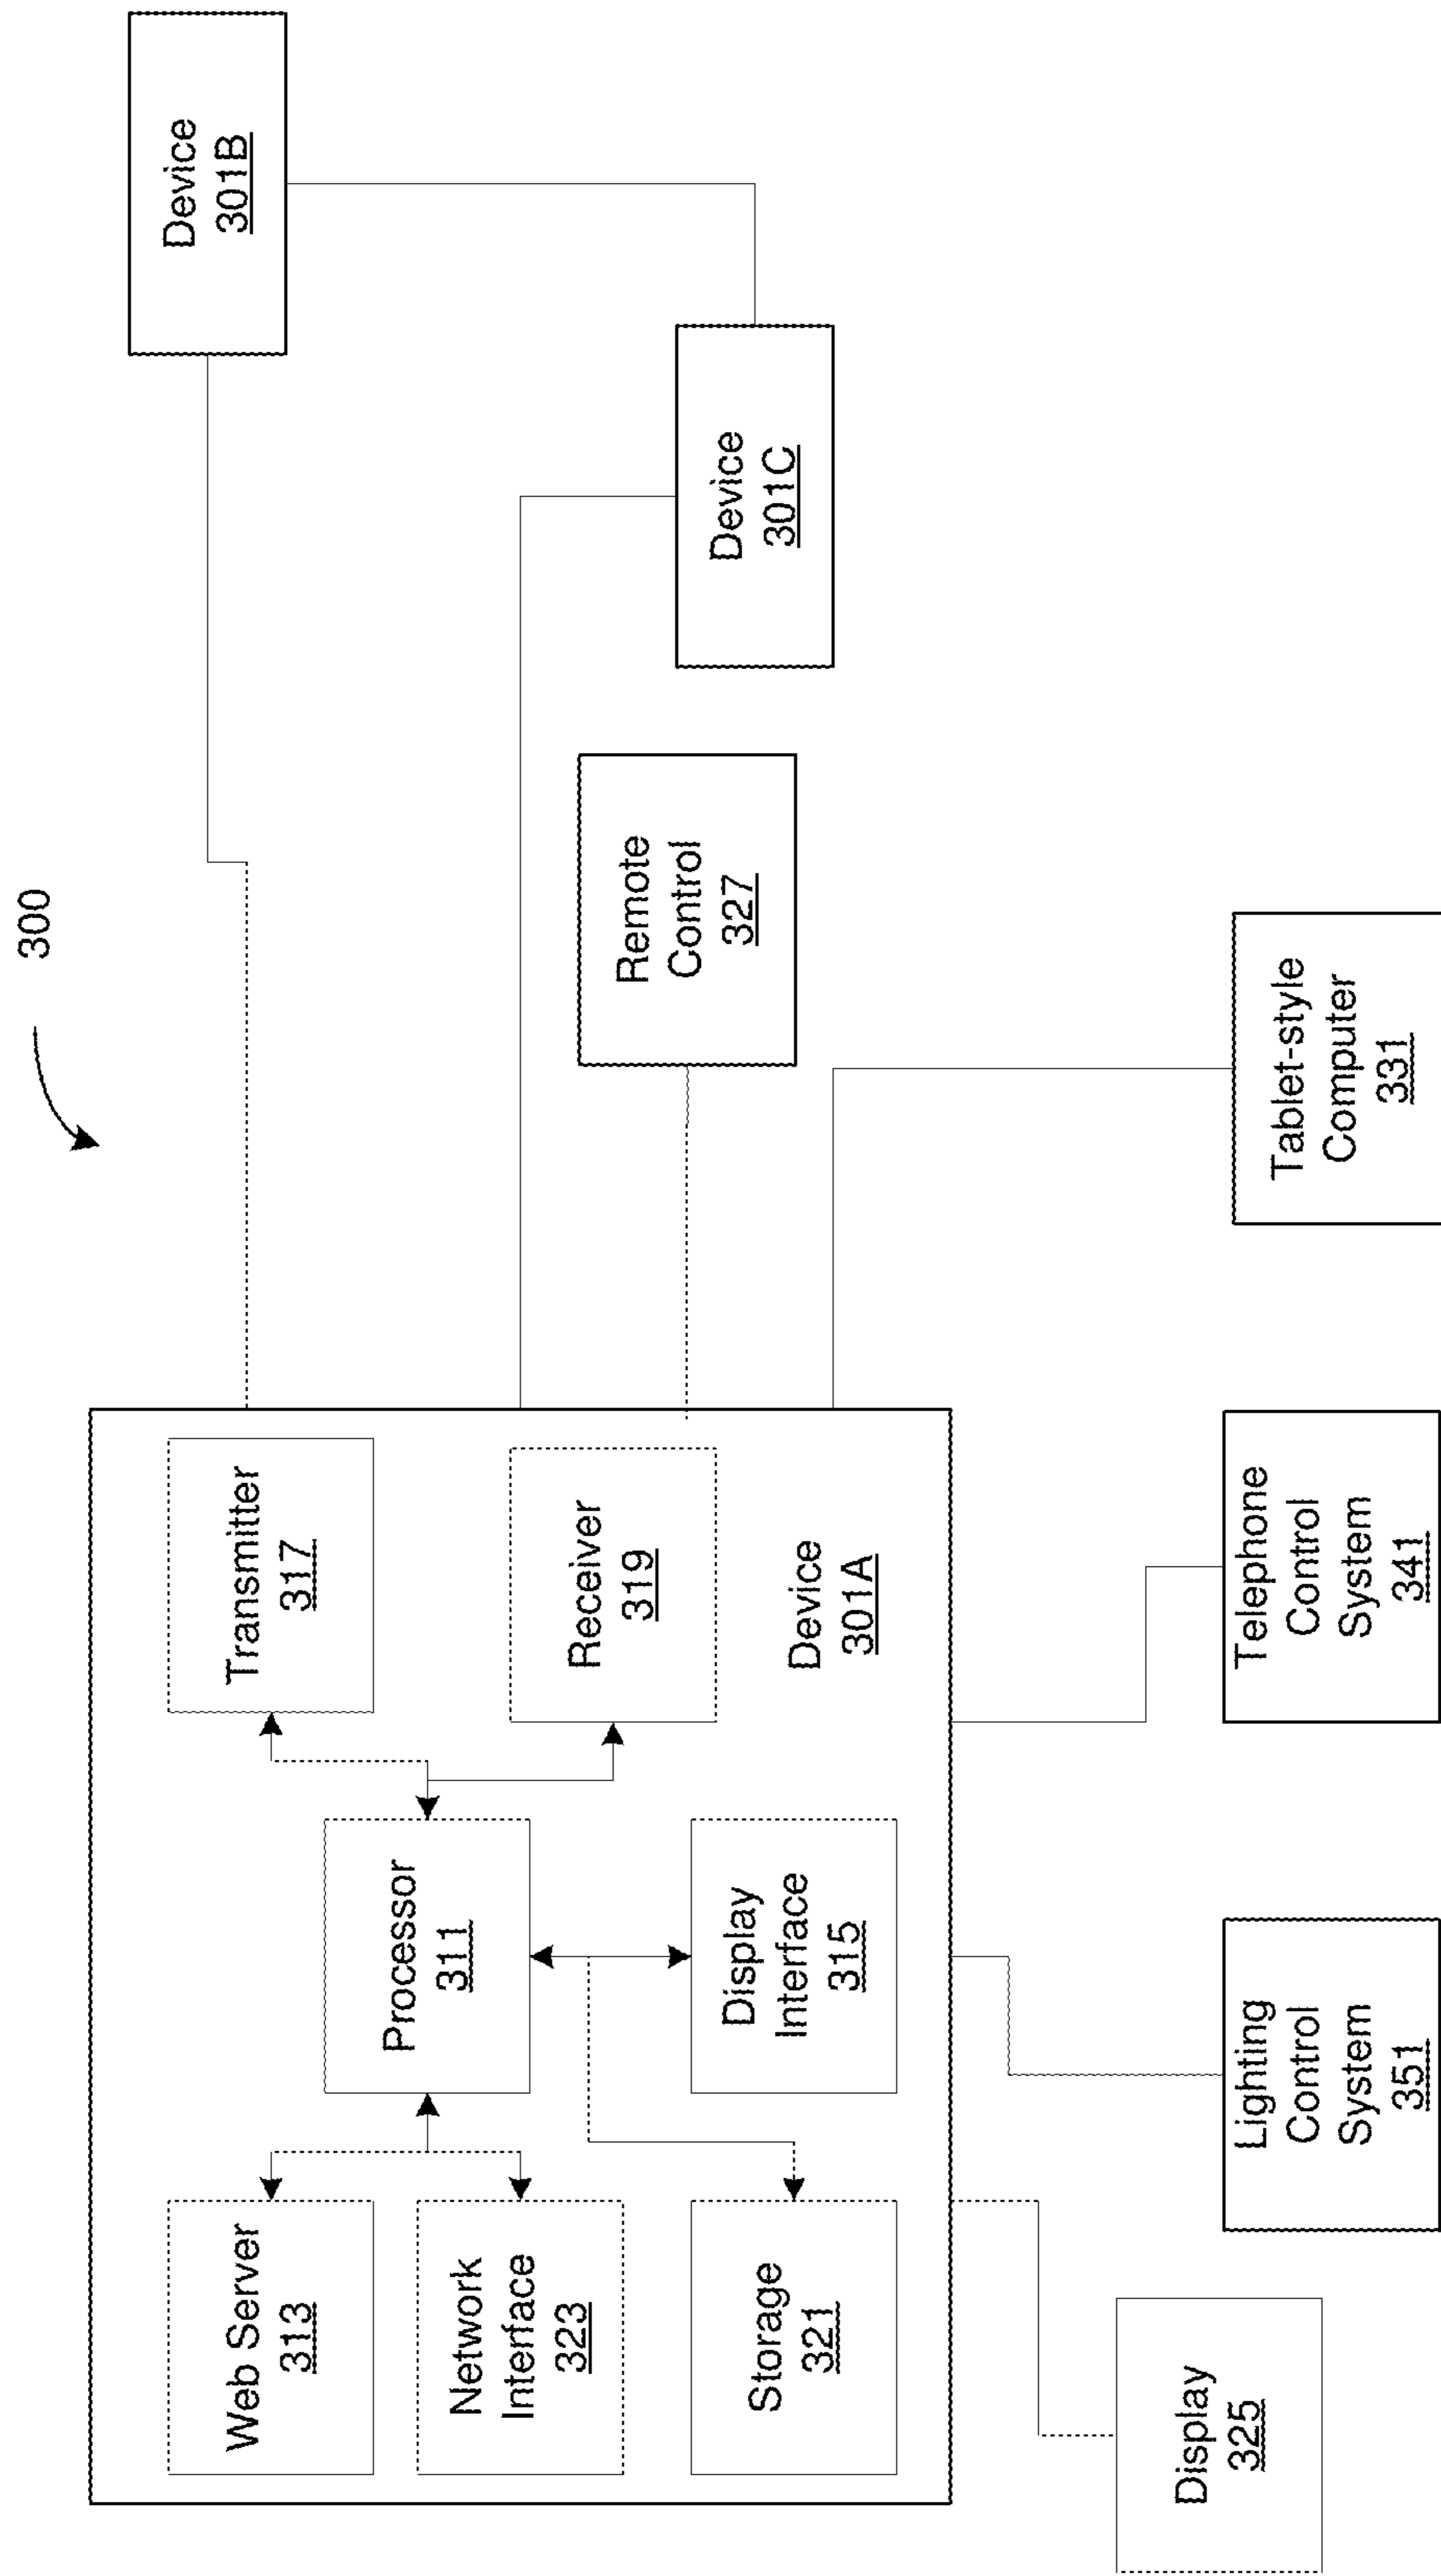 300
Web Server
313
Network
Interface
323
Storage
321
Processor
311
Display
Interface
315
Transmitter
317
Receiver
319
Device
301A
Device
301B
Device
301C
Remote
Control
327
Display
325
Lighting
Control
System
351
Telephone
Control
System
341
Tablet-style
Computer
331